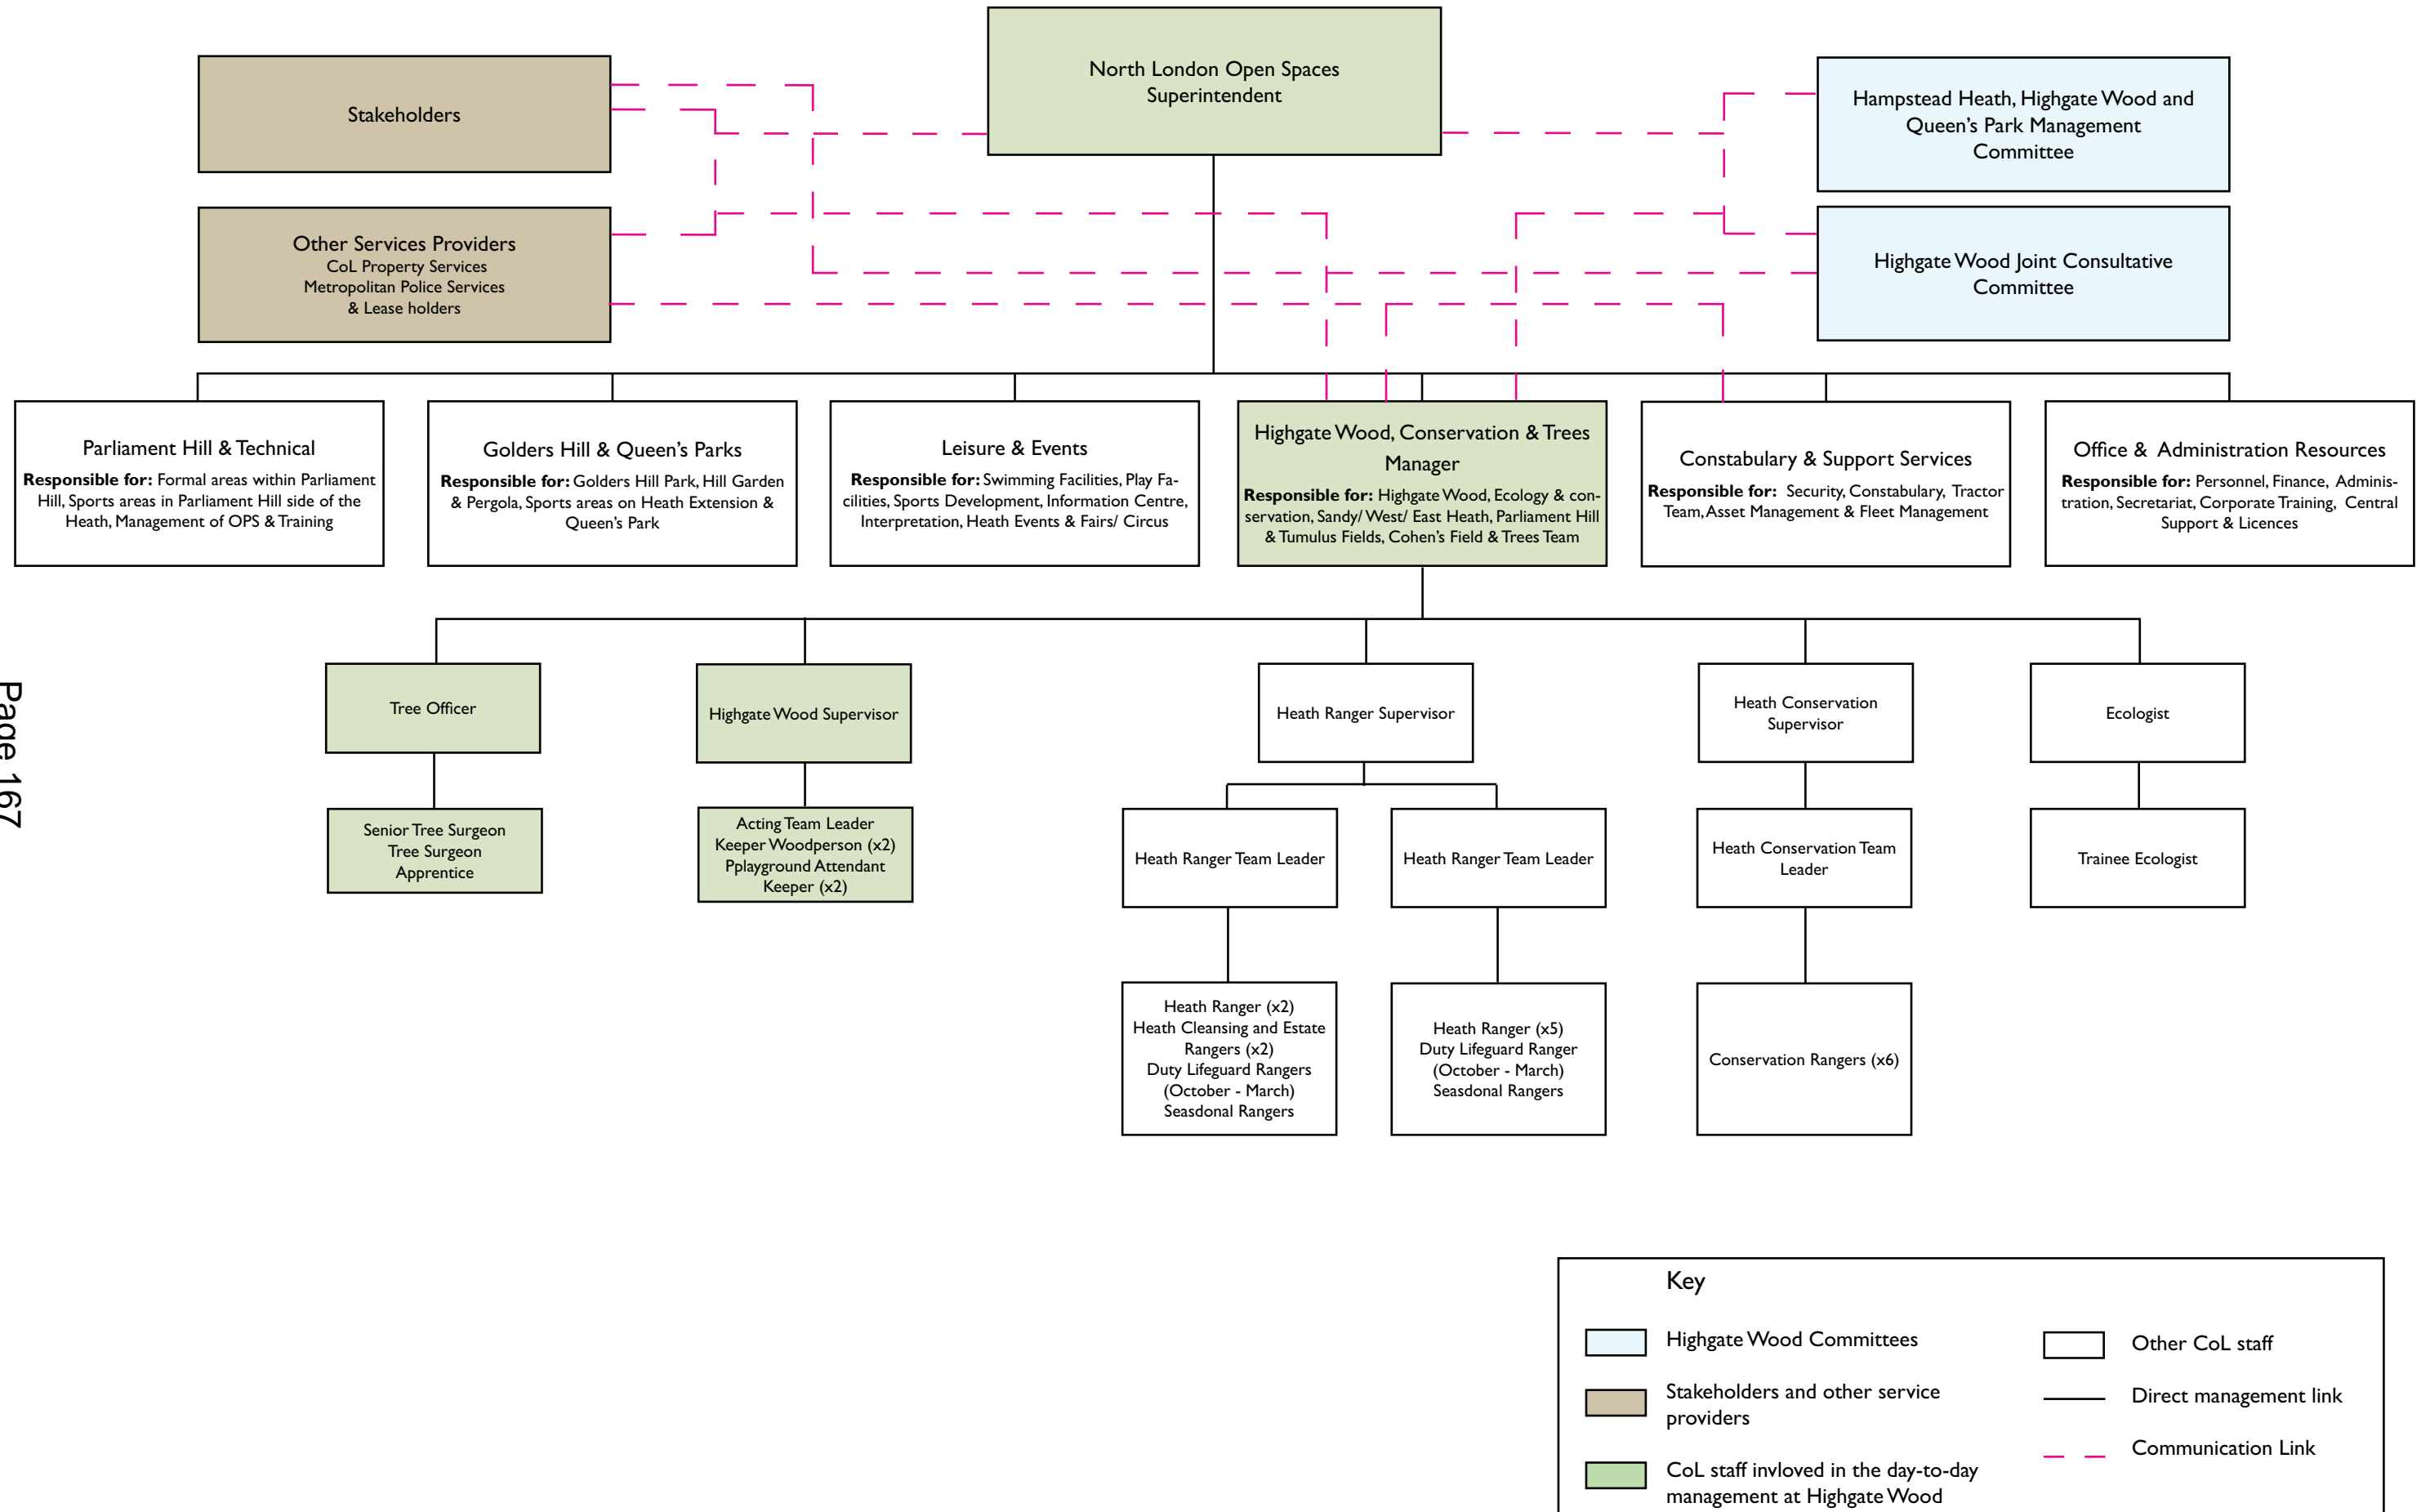 North London Open Spaces
Superintendent
Stakeholders
Hampstead Heath, Highgate Wood and
Queen's Park Management
Committee
Other Services Providers
CoL Property Services
Metropolitan Police Services
& Lease holders
Highgate Wood Joint Consultative
Committee
Parliament Hill & Technical
Responsible for: Formal areas within Parliament
Hill, Sports areas in Parliament Hill side of the
Heath, Management of OPS & Training
Golders Hill & Queen's Parks
Responsible for: Golders Hill Park, Hill Garden
& Pergola, Sports areas on Heath Extension &
Queen's Park
Leisure & Events
Responsible for: Swimming Facilities, Play Fa-
cilities, Sports Development, Information Centre,
Interpretation, Heath Events & Fairs/ Circus
Highgate Wood, Conservation & Trees
Manager
Responsible for: Highgate Wood, Ecology & con-
servation, Sandy/ West/ East Heath, Parliament Hill
& Tumulus Fields, Cohen's Field & Trees Team
Constabulary & Support Services
Responsible for: Security, Constabulary, Tractor
Team, Asset Management & Fleet Management
Office & Administration Resources
Responsible for: Personnel, Finance, Adminis-
tration, Secretariat, Corporate Training, Central
Support & Licences
Tree Officer
Highgate Wood Supervisor
Heath Ranger Supervisor
Heath Conservation
Supervisor
Ecologist
Senior Tree Surgeon
Tree Surgeon
Apprentice
Acting Team Leader
Keeper Woodperson (x2)
Pplayground Attendant
Keeper (x2)
Heath Ranger Team Leader
Heath Ranger Team Leader
Heath Conservation Team
Leader
Trainee Ecologist
Heath Ranger (x2)
Heath Cleansing and Estate
Rangers (x2)
Duty Lifeguard Rangers
(October - March)
Seasdonal Rangers
Heath Ranger (x5)
Duty Lifeguard Ranger
(October - March)
Seasdonal Rangers
Conservation Rangers (x6)
Page 167
Key
Highgate Wood Committees
Stakeholders and other service
providers
CoL staff invloved in the day-to-day
management at Highgate Wood
Other CoL staff
Direct management link
Communication Link